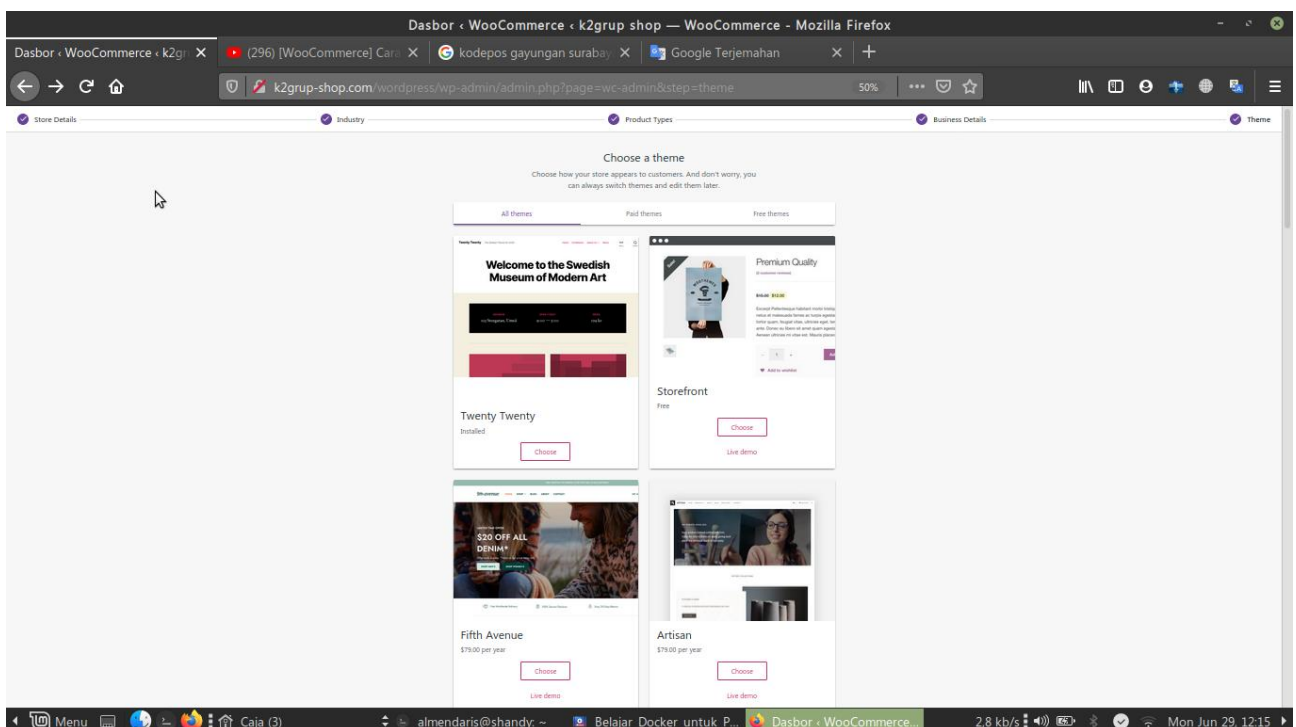 Dasbor ‹ WooCommerce ‹ k2grup shop — WooCommerce - Mozilla Firefox
Dasbor ‹ WooCommerce ‹ k2gr
(296) [WooCommerce] Cara
kodepos gayungan surabay
Google Terjemahan
k2grup-shop.com/wordpress/wp-admin/admin.php?page=wc-admin&step=theme
50%
Store Details
Industry
Product Types
Business Details
Theme
Choose a theme
Choose how your store appears to customers. And don't worry, you
can always switch themes and edit them later.
All themes
Paid themes
Free themes
Twenty Twenty
Welcome to the Swedish
Museum of Modern Art
Twenty Twenty
Installed
Choose
Premium Quality
Add to wishlist
Storefront
Free
Choose
Live demo
$20 OFF ALL
DENIM*
Fifth Avenue
$79.00 per year
Choose
Live demo
Artisan
$79.00 per year
Choose
Live demo
Menu
Caja (3)
almendaris@shandy: ~
Belajar Docker untuk P...
Dasbor ‹ WooCommerce...
2.8 kb/s
Mon Jun 29, 12:15